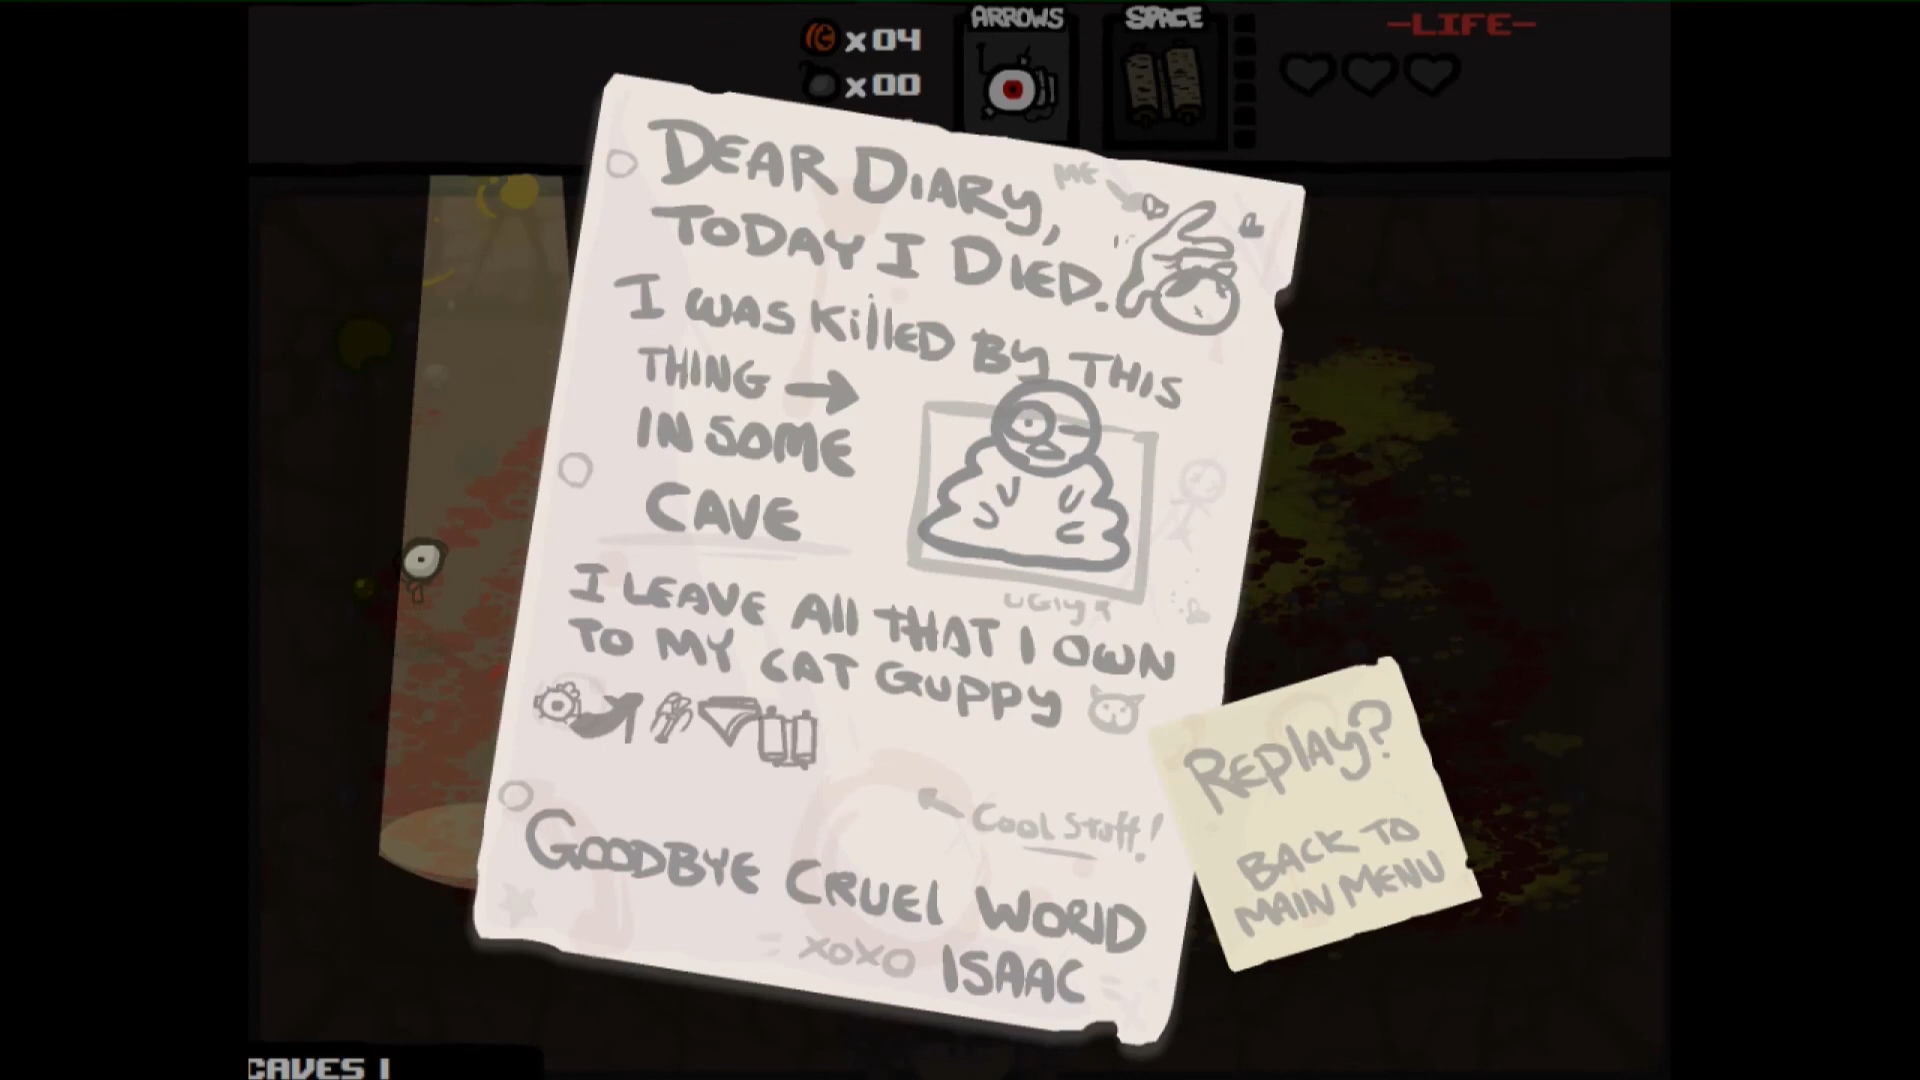 ARROWS
SPACE
-LIFE-
x04
x00
DEAR DIARY,
ME
TODAY I DIED.
I WAS KillED BY THIS
THING →
IN SOME
CAVE
UGLY
I LEAVE All THAT I OWN
TO MY CAT GUPPY
COOL STUFF!
GOODBYE CRUEl WORlD
XOXO ISAAC
REPlAY?
BACK TO
MAIN MENU
CAVES I